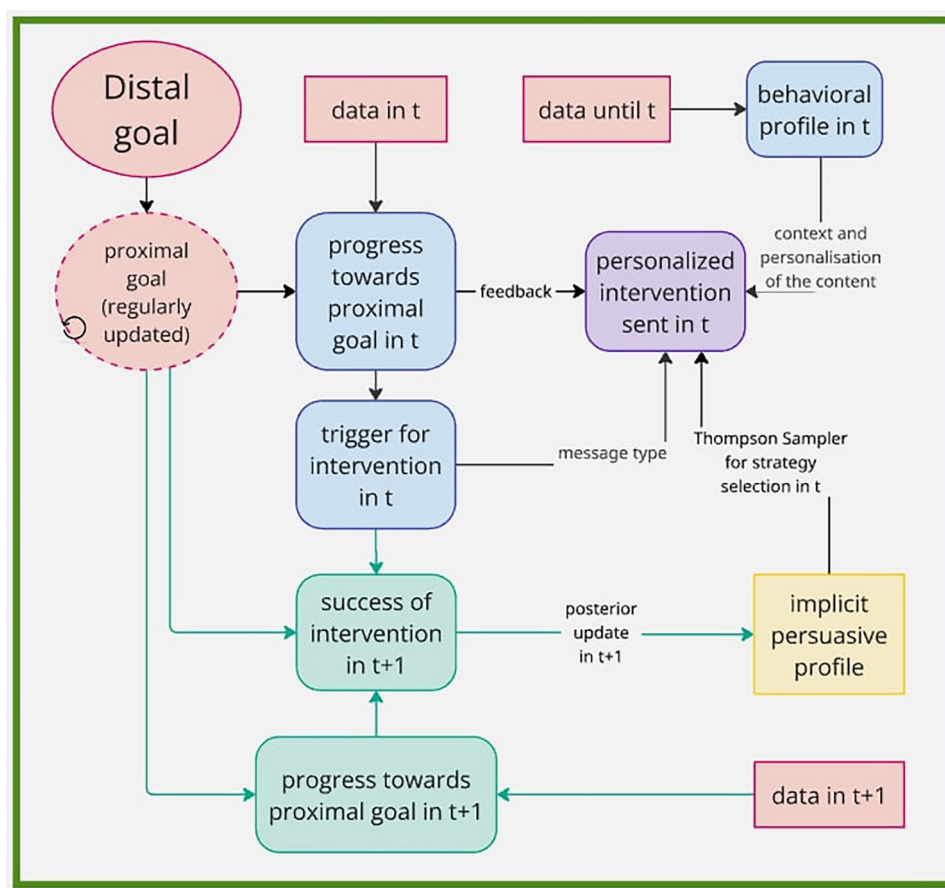 Distal
goal
data in t
data until t
behavioral
profile in t
proximal
goal
(regularly
updated)
progress
towards
proximal
goal in t
feedback
personalized
intervention
sent in t
context and
personalisation
of the content
trigger for
intervention
in t
message type
Thompson Sampler
for strategy
selection in t
success of
intervention
in t+1
posterior
update
in t+1
implicit
persuasive
profile
progress towards
proximal goal in t+1
data in t+1